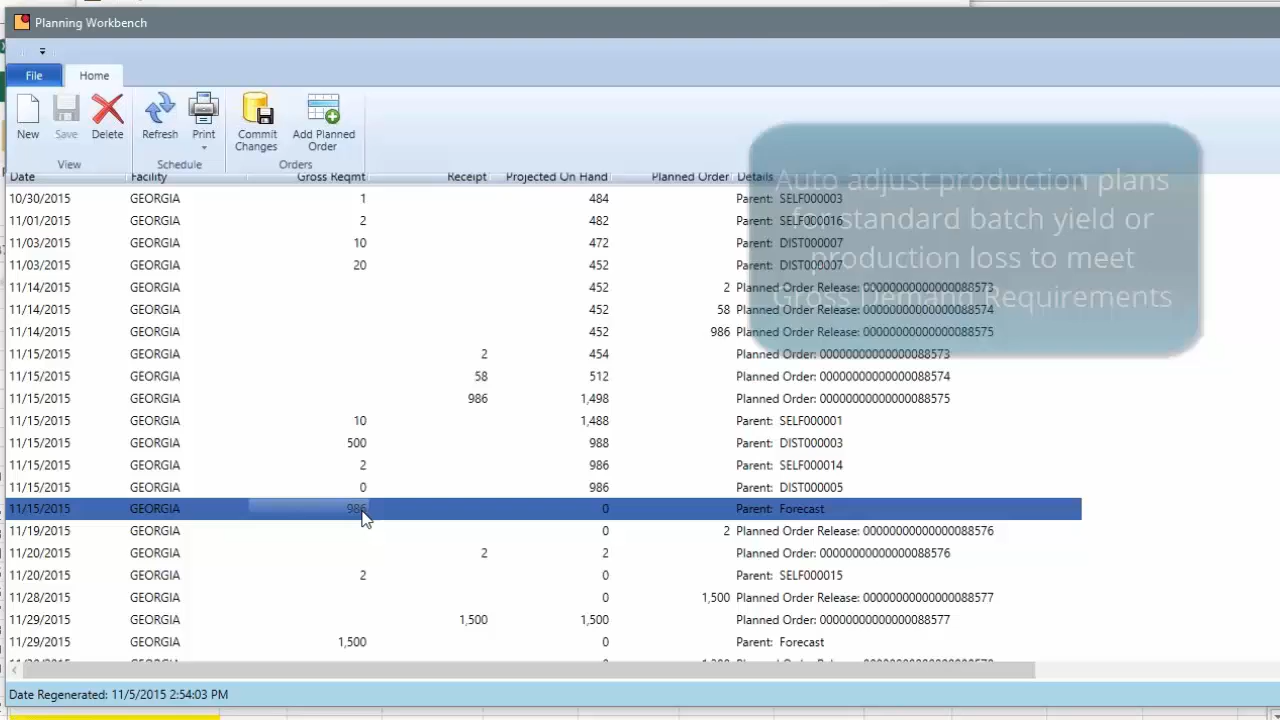 Planning Workbench
File Home
New Save Delete Refresh Print Commit Changes Add Planned Order
View Schedule Orders
Date Facility Gross Reqmt Receipt Projected On Hand Planned Order Details
Auto adjust production plans
for standard batch yield or
production loss to meet
Gross Demand Requirements
10/30/2015 GEORGIA 1 484 Parent: SELF000003
11/01/2015 GEORGIA 2 482 Parent: SELF000016
11/03/2015 GEORGIA 10 472 Parent: DIST000007
11/03/2015 GEORGIA 20 452 Parent: DIST000007
11/14/2015 GEORGIA 452 2 Planned Order Release: 00000000000000088573
11/14/2015 GEORGIA 452 58 Planned Order Release: 00000000000000088574
11/14/2015 GEORGIA 452 986 Planned Order Release: 00000000000000088575
11/15/2015 GEORGIA 2 454 Planned Order: 00000000000000088573
11/15/2015 GEORGIA 58 512 Planned Order: 00000000000000088574
11/15/2015 GEORGIA 986 1,498 Planned Order: 00000000000000088575
11/15/2015 GEORGIA 10 1,488 Parent: SELF000001
11/15/2015 GEORGIA 500 988 Parent: DIST000003
11/15/2015 GEORGIA 2 986 Parent: SELF000014
11/15/2015 GEORGIA 0 986 Parent: DIST000005
11/15/2015 GEORGIA 986 0 Parent: Forecast
11/19/2015 GEORGIA 0 2 Planned Order Release: 00000000000000088576
11/20/2015 GEORGIA 2 2 Planned Order: 00000000000000088576
11/20/2015 GEORGIA 2 0 Parent: SELF000015
11/28/2015 GEORGIA 0 1,500 Planned Order Release: 00000000000000088577
11/29/2015 GEORGIA 1,500 1,500 Planned Order: 00000000000000088577
11/29/2015 GEORGIA 1,500 0 Parent: Forecast
Date Regenerated: 11/5/2015 2:54:03 PM